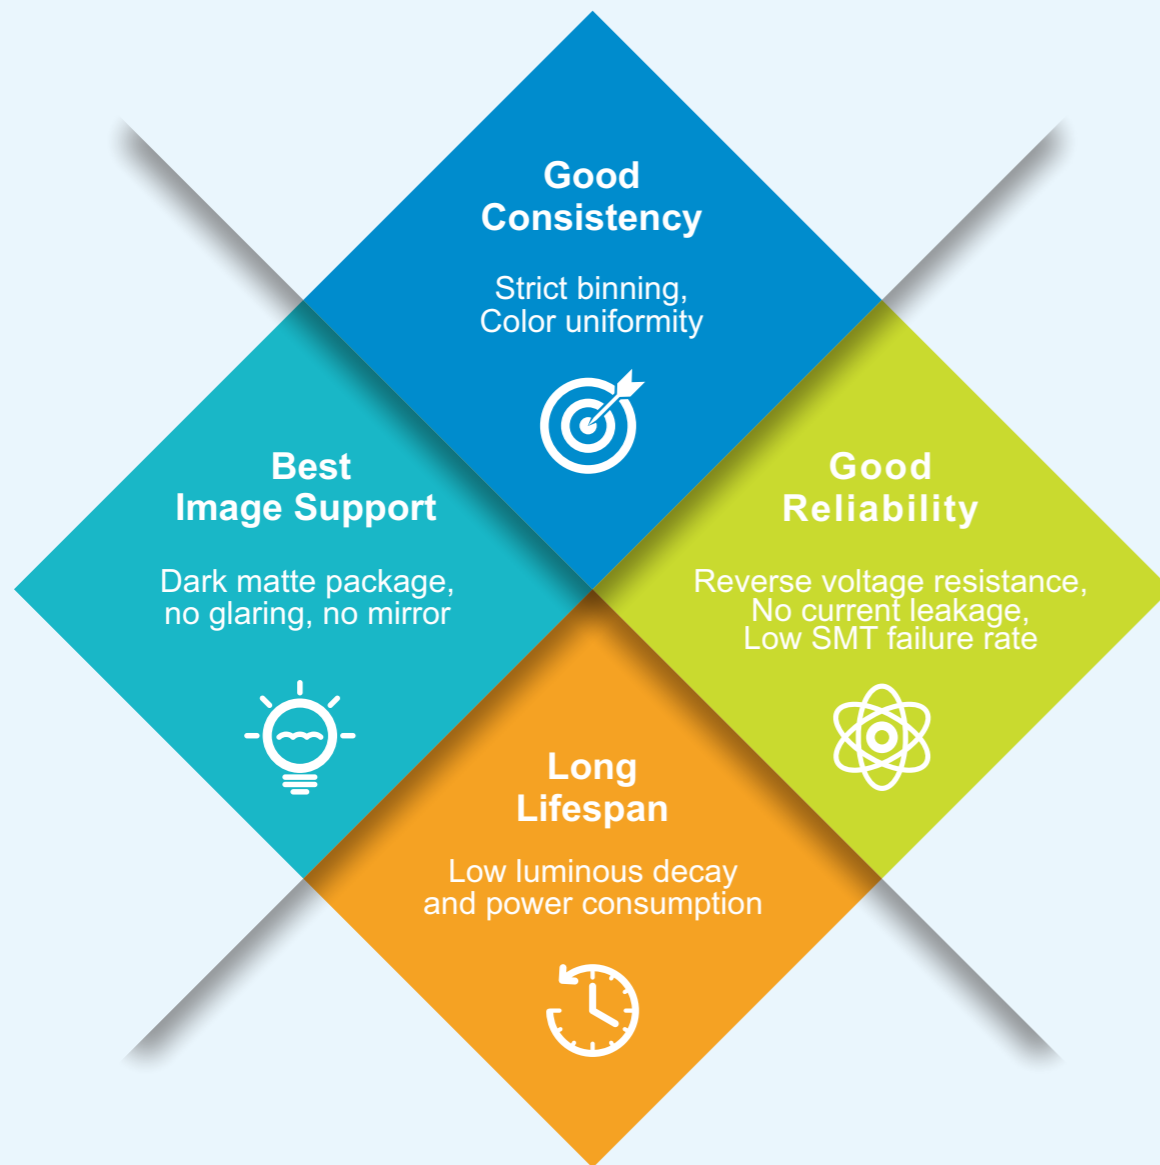 Good
Consistency
Strict binning,
Color uniformity
Best
Image Support
Dark matte package,
no glaring, no mirror
Good
Reliability
Reverse voltage resistance,
No current leakage,
Low SMT failure rate
Long
Lifespan
Low luminous decay
and power consumption